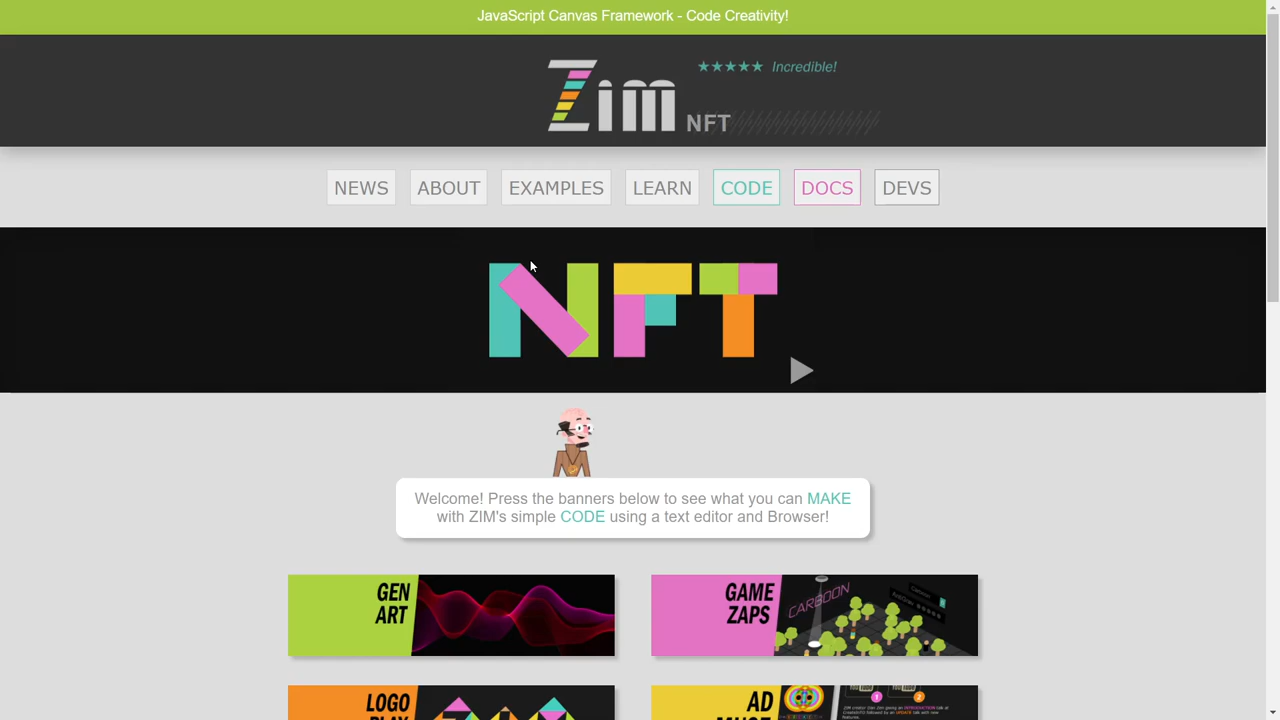 JavaScript Canvas Framework - Code Creativity!
Zim
★★★★★ Incredible!
NFT
NEWS
ABOUT
EXAMPLES
LEARN
CODE
DOCS
DEVS
NFT
Welcome! Press the banners below to see what you can MAKE
with ZIM's simple CODE using a text editor and Browser!
GEN
ART
GAME
ZAPS
CARBOON
LOGO
PLAY
AD
MUSE